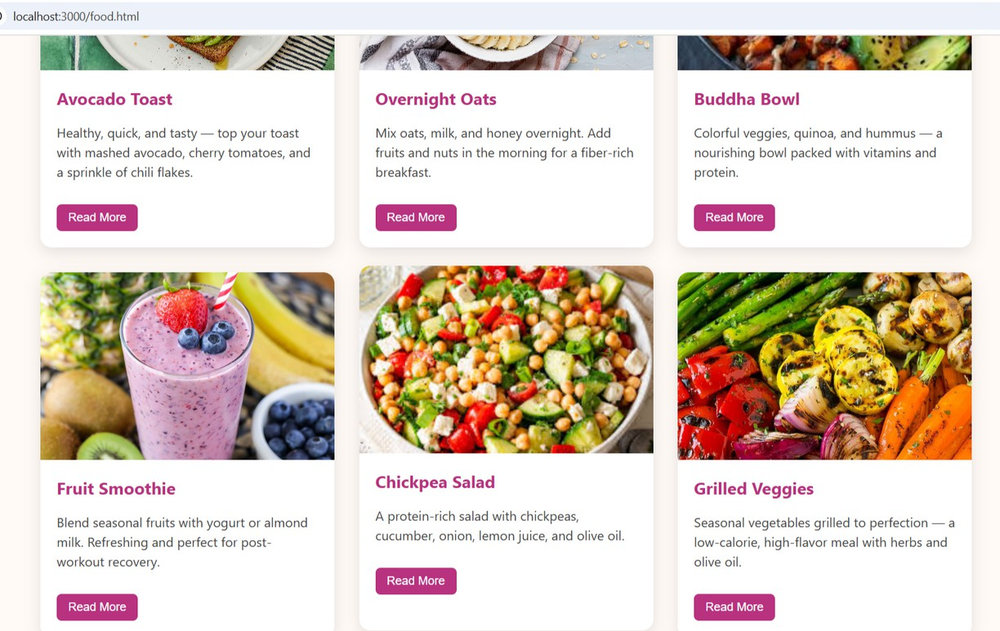 localhost:3000/food.html
Avocado Toast
Healthy, quick, and tasty — top your toast
with mashed avocado, cherry tomatoes, and
a sprinkle of chili flakes.
Read More
Overnight Oats
Mix oats, milk, and honey overnight. Add
fruits and nuts in the morning for a fiber-rich
breakfast.
Read More
Buddha Bowl
Colorful veggies, quinoa, and hummus — a
nourishing bowl packed with vitamins and
protein.
Read More
Fruit Smoothie
Blend seasonal fruits with yogurt or almond
milk. Refreshing and perfect for post-
workout recovery.
Read More
Chickpea Salad
A protein-rich salad with chickpeas,
cucumber, onion, lemon juice, and olive oil.
Read More
Grilled Veggies
Seasonal vegetables grilled to perfection — a
low-calorie, high-flavor meal with herbs and
olive oil.
Read More